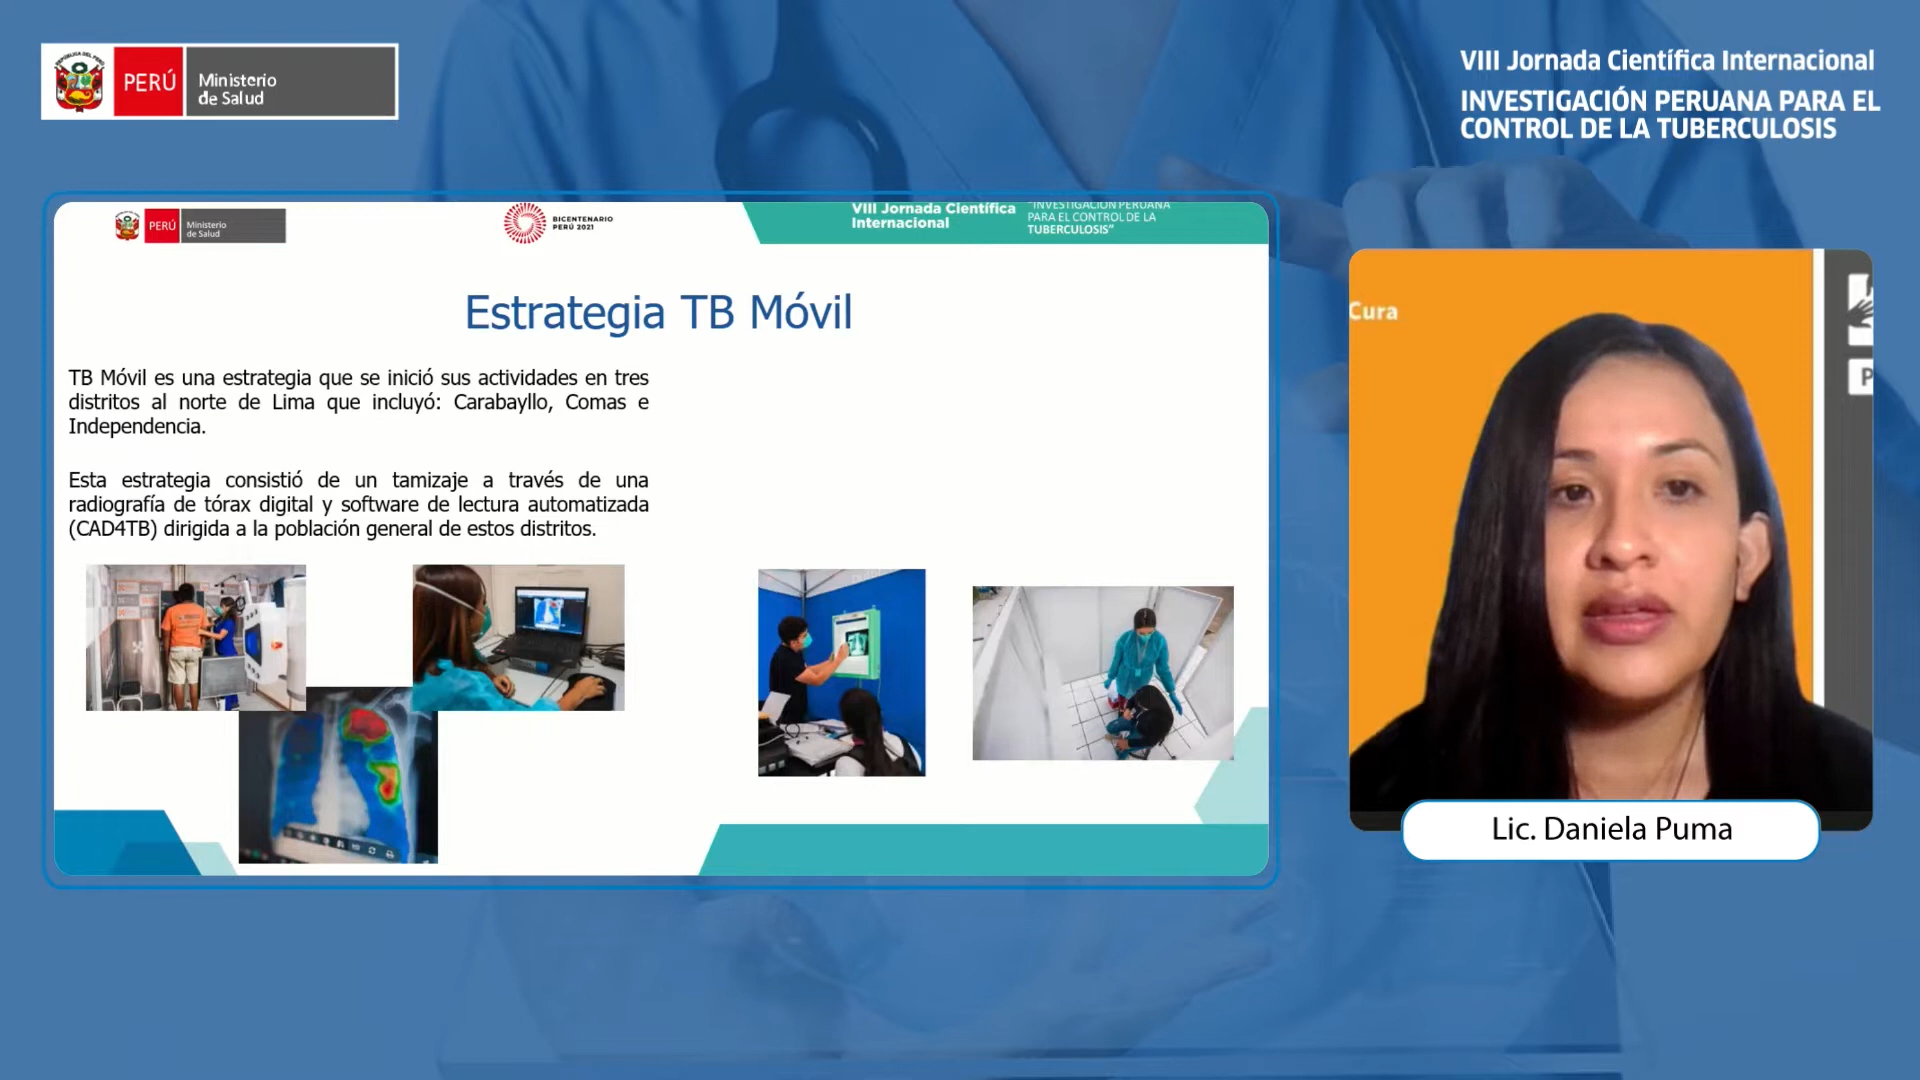 PERÚ
Ministerio
de Salud
VIII Jornada Científica Internacional
INVESTIGACIÓN PERUANA PARA EL
CONTROL DE LA TUBERCULOSIS
PERÚ
Ministerio
de Salud
BICENTENARIO
PERÚ 2021
VIII Jornada Científica
Internacional
"INVESTIGACIÓN PERUANA
PARA EL CONTROL DE LA
TUBERCULOSIS"
Estrategia TB Móvil
TB Móvil es una estrategia que se inició sus actividades en tres
distritos al norte de Lima que incluyó: Carabayllo, Comas e
Independencia.
Esta estrategia consistió de un tamizaje a través de una
radiografía de tórax digital y software de lectura automatizada
(CAD4TB) dirigida a la población general de estos distritos.
Cura
P
Lic. Daniela Puma